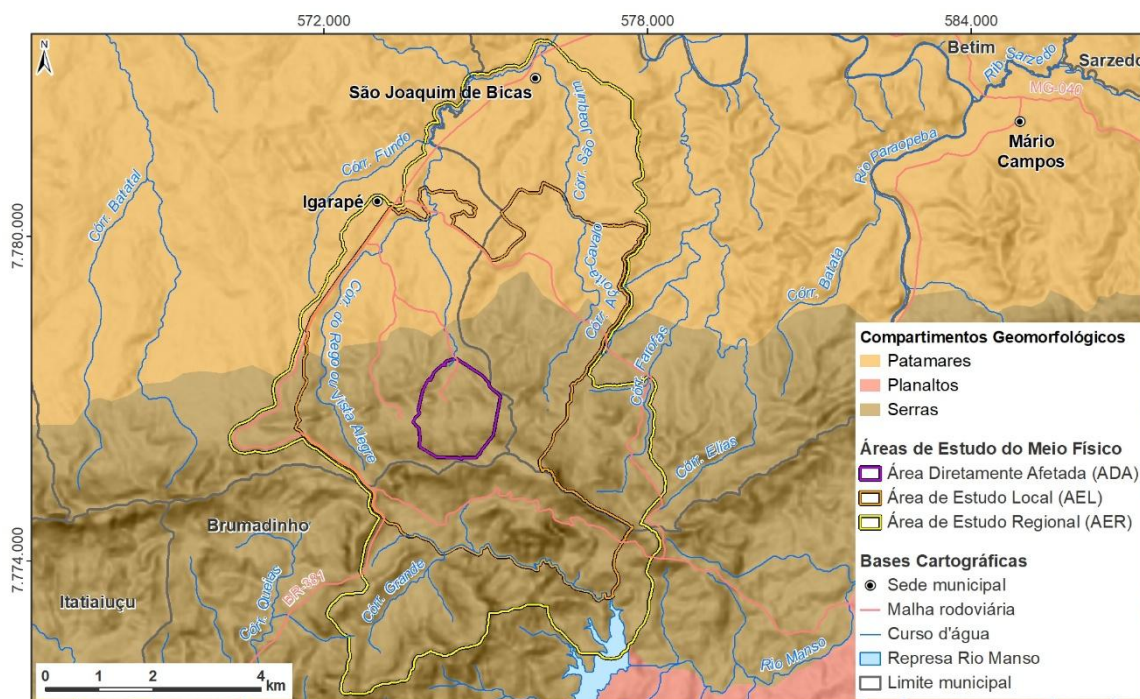 572.000
578.000
584.000
N
Betim
Rib. Sarzedo
Sarzedo
MG-040
São Joaquim de Bicas
Córr. São Joaquim
Mário
Campos
Rio Paraopeba
Córr. Fundo
Igarapé
Córr. Batatal
7.780.000
Córr. Açoita-Cavalo
Córr. Batata
Córr. do Rego ou Vista Alegre
Córr. Farofas
Córr. Elias
Brumadinho
7.774.000
Itatiaiuçu
Córr. Queias
BR-381
Córr. Grande
Rio Manso
0 1 2 4
km
Compartimentos Geomorfológicos
Patamares
Planaltos
Serras
Áreas de Estudo do Meio Físico
Área Diretamente Afetada (ADA)
Área de Estudo Local (AEL)
Área de Estudo Regional (AER)
Bases Cartográficas
Sede municipal
Malha rodoviária
Curso d'água
Represa Rio Manso
Limite municipal